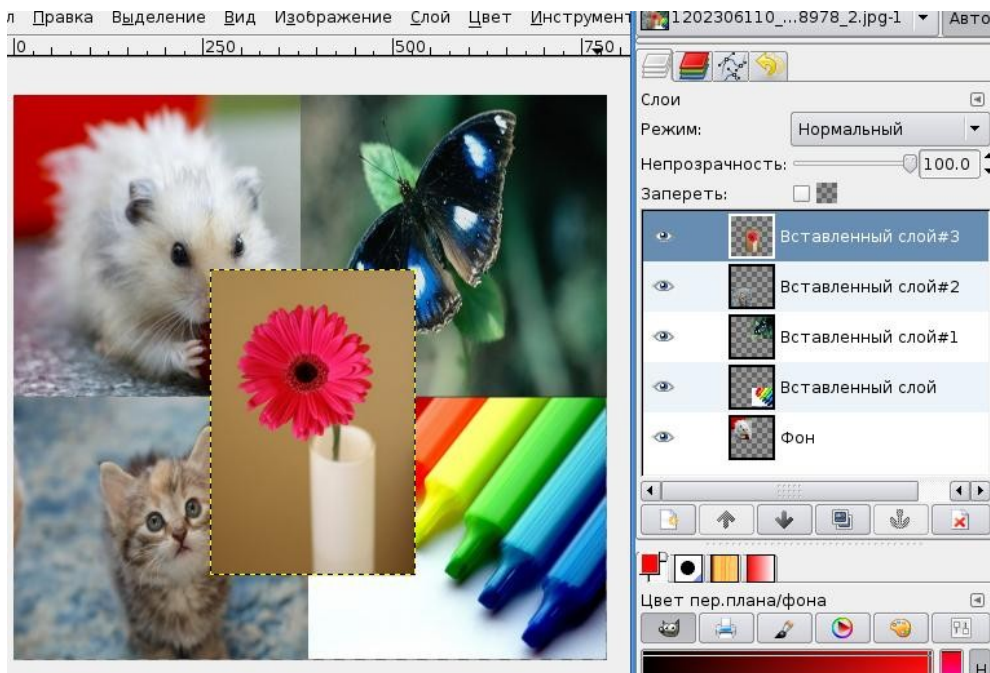 л Правка Выделение Вид Изображение Слой Цвет Инструмент
1202306110_...8978_2.jpg-1 Авто
0 250 500 750
Слои
Режим: Нормальный
Непрозрачность: 100.0
Запереть:
Вставленный слой#3
Вставленный слой#2
Вставленный слой#1
Вставленный слой
Фон
Цвет пер.плана/фона
Н